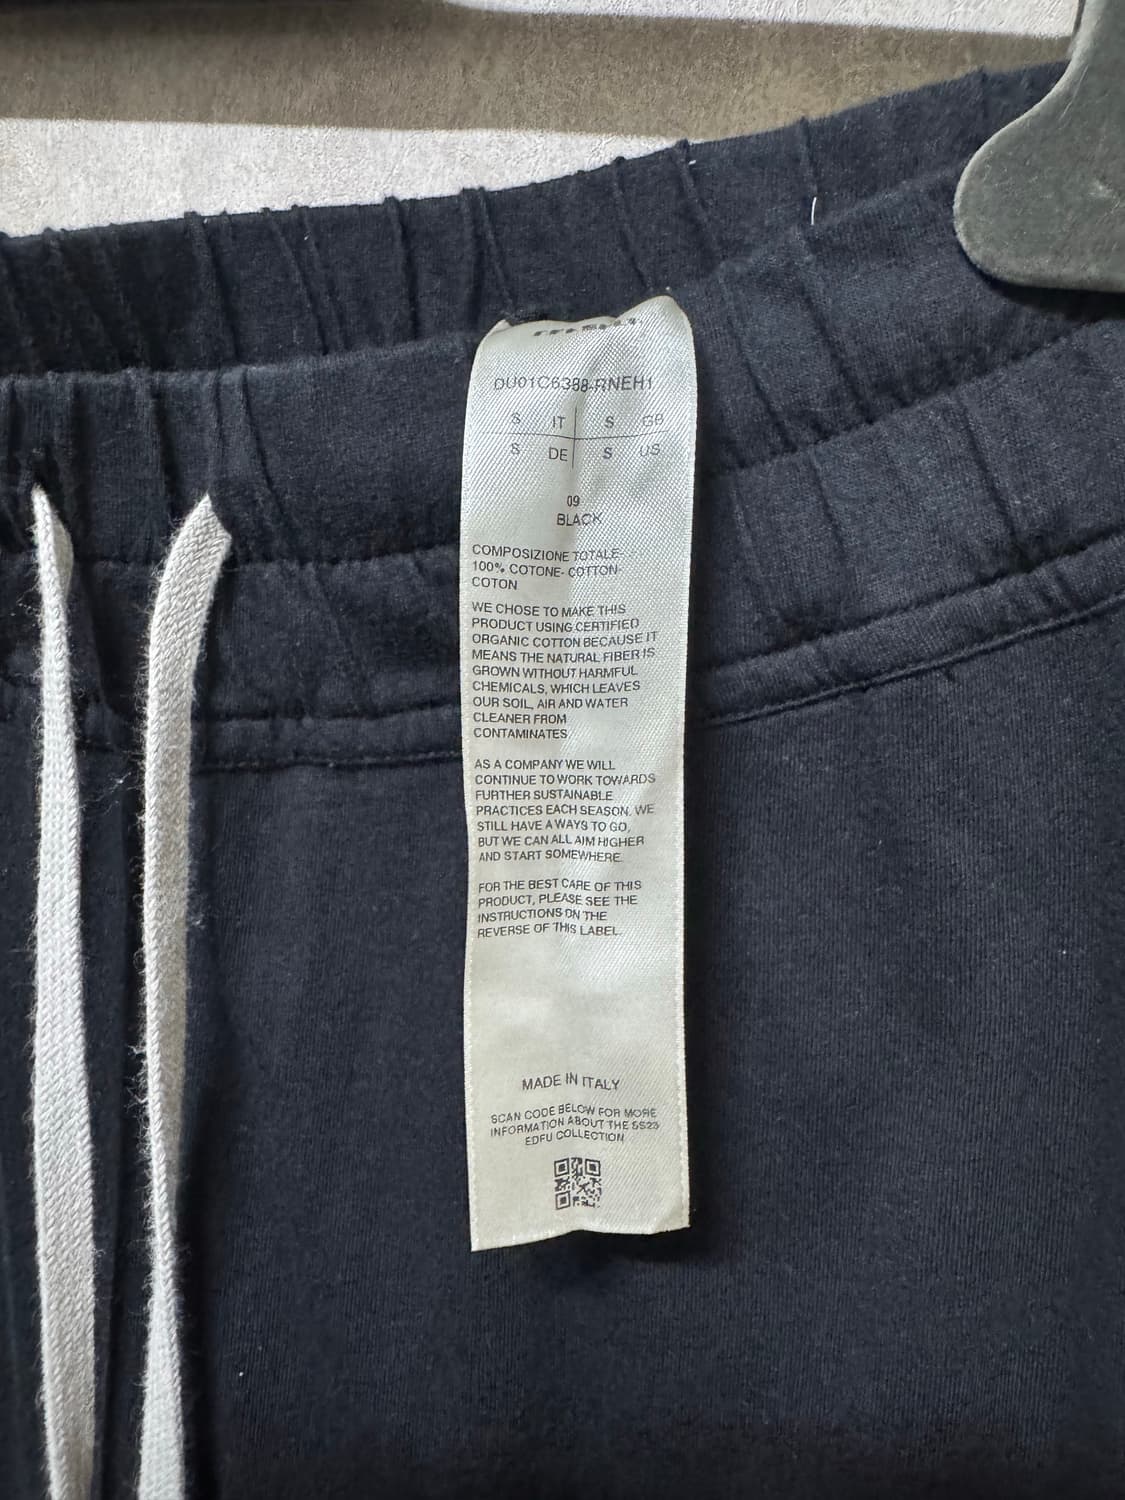 DU01C6388-RNEH1
S IT S GB
S DE S US
09
BLACK
COMPOSIZIONE TOTALE-
100% COTONE- COTTON-
COTON
WE CHOSE TO MAKE THIS
PRODUCT USING CERTIFIED
ORGANIC COTTON BECAUSE IT
MEANS THE NATURAL FIBER IS
GROWN WITHOUT HARMFUL
CHEMICALS, WHICH LEAVES
OUR SOIL, AIR AND WATER
CLEANER FROM
CONTAMINATES
AS A COMPANY WE WILL
CONTINUE TO WORK TOWARDS
FURTHER SUSTAINABLE
PRACTICES EACH SEASON. WE
STILL HAVE A WAYS TO GO,
BUT WE CAN ALL AIM HIGHER
AND START SOMEWHERE.
FOR THE BEST CARE OF THIS
PRODUCT, PLEASE SEE THE
INSTRUCTIONS ON THE
REVERSE OF THIS LABEL.
MADE IN ITALY
SCAN CODE BELOW FOR MORE
INFORMATION ABOUT THE SS23
EDFU COLLECTION